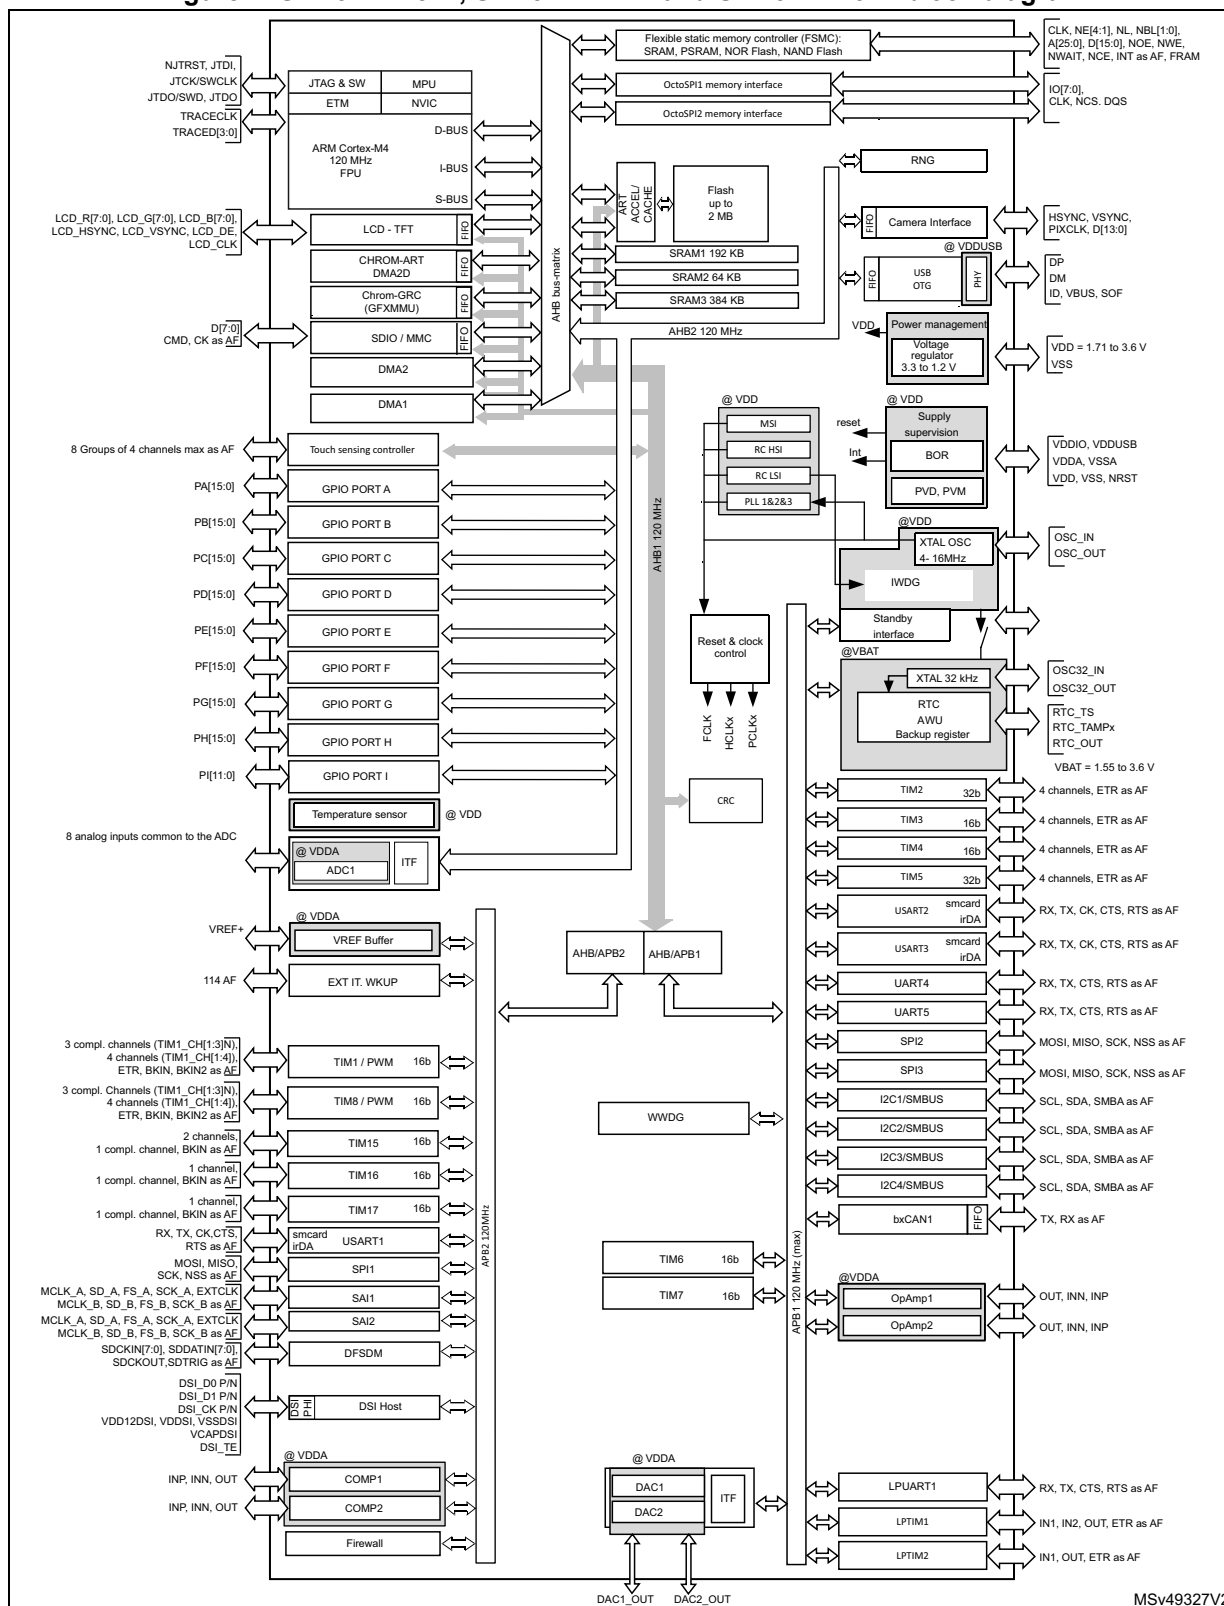 Flexible static memory controller (FSMC):
SRAM, PSRAM, NOR Flash, NAND Flash
CLK, NE[4:1], NL, NBL[1:0],
A[25:0], D[15:0], NOE, NWE,
NWAIT, NCE, INT as AF, FRAM
NJTRST, JTDI,
JTCK/SWCLK
JTDO/SWD, JTDO
TRACECLK
TRACED[3:0]
JTAG & SW
MPU
ETM
NVIC
ARM Cortex-M4
120 MHz
FPU
D-BUS
I-BUS
S-BUS
OctoSPI1 memory interface
OctoSPI2 memory interface
IO[7:0],
CLK, NCS. DQS
AHB bus-matrix
ART
ACCEL/
CACHE
Flash
up to
2 MB
RNG
LCD_R[7:0], LCD_G[7:0], LCD_B[7:0],
LCD_HSYNC, LCD_VSYNC, LCD_DE,
LCD_CLK
LCD - TFT
FIFO
FIFO
Camera Interface
HSYNC, VSYNC,
PIXCLK, D[13:0]
CHROM-ART
DMA2D
FIFO
SRAM1 192 KB
SRAM2 64 KB
SRAM3 384 KB
@ VDDUSB
FIFO
USB
OTG
PHY
DP
DM
ID, VBUS, SOF
Chrom-GRC
(GFXMMU)
FIFO
D[7:0]
CMD, CK as AF
SDIO / MMC
FIFO
AHB2 120 MHz
VDD
Power management
Voltage
regulator
3.3 to 1.2 V
VDD = 1.71 to 3.6 V
VSS
DMA2
DMA1
@ VDD
MSI
RC HSI
RC LSI
PLL 1&2&3
@ VDD
reset
Int
Supply
supervision
BOR
PVD, PVM
VDDIO, VDDUSB
VDDA, VSSA
VDD, VSS, NRST
8 Groups of 4 channels max as AF
Touch sensing controller
PA[15:0]
GPIO PORT A
PB[15:0]
GPIO PORT B
PC[15:0]
GPIO PORT C
PD[15:0]
GPIO PORT D
PE[15:0]
GPIO PORT E
PF[15:0]
GPIO PORT F
PG[15:0]
GPIO PORT G
PH[15:0]
GPIO PORT H
PI[11:0]
GPIO PORT I
AHB1 120 MHz
@VDD
XTAL OSC
4- 16MHz
IWDG
OSC_IN
OSC_OUT
Standby
interface
Reset & clock
control
FCLK
HCLKx
PCLKx
@VBAT
XTAL 32 kHz
RTC
AWU
Backup register
OSC32_IN
OSC32_OUT
RTC_TS
RTC_TAMPx
RTC_OUT
VBAT = 1.55 to 3.6 V
Temperature sensor
@ VDD
CRC
8 analog inputs common to the ADC
@ VDDA
ADC1
ITF
TIM2
32b
4 channels, ETR as AF
TIM3
16b
4 channels, ETR as AF
TIM4
16b
4 channels, ETR as AF
TIM5
32b
4 channels, ETR as AF
USART2
smcard
irDA
RX, TX, CK, CTS, RTS as AF
USART3
smcard
irDA
RX, TX, CK, CTS, RTS as AF
UART4
RX, TX, CTS, RTS as AF
UART5
RX, TX, CTS, RTS as AF
SPI2
MOSI, MISO, SCK, NSS as AF
SPI3
MOSI, MISO, SCK, NSS as AF
I2C1/SMBUS
SCL, SDA, SMBA as AF
I2C2/SMBUS
SCL, SDA, SMBA as AF
I2C3/SMBUS
SCL, SDA, SMBA as AF
I2C4/SMBUS
SCL, SDA, SMBA as AF
bxCAN1
FIFO
TX, RX as AF
@VDDA
OpAmp1
OUT, INN, INP
OpAmp2
OUT, INN, INP
LPUART1
RX, TX, CTS, RTS as AF
LPTIM1
IN1, IN2, OUT, ETR as AF
LPTIM2
IN1, OUT, ETR as AF
VREF+
@ VDDA
VREF Buffer
AHB/APB2
AHB/APB1
114 AF
EXT IT. WKUP
3 compl. channels (TIM1_CH[1:3]N),
4 channels (TIM1_CH[1:4]),
ETR, BKIN, BKIN2 as AF
TIM1 / PWM
16b
3 compl. Channels (TIM1_CH[1:3]N),
4 channels (TIM1_CH[1:4]),
ETR, BKIN, BKIN2 as AF
TIM8 / PWM
16b
2 channels,
1 compl. channel, BKIN as AF
TIM15
16b
1 channel,
1 compl. channel, BKIN as AF
TIM16
16b
1 channel,
1 compl. channel, BKIN as AF
TIM17
16b
RX, TX, CK,CTS,
RTS as AF
smcard
irDA
USART1
MOSI, MISO,
SCK, NSS as AF
SPI1
MCLK_A, SD_A, FS_A, SCK_A, EXTCLK
MCLK_B, SD_B, FS_B, SCK_B as AF
SAI1
MCLK_A, SD_A, FS_A, SCK_A, EXTCLK
MCLK_B, SD_B, FS_B, SCK_B as AF
SAI2
SDCKIN[7:0], SDDATIN[7:0],
SDCKOUT,SDTRIG as AF
DFSDM
DSI_D0 P/N
DSI_D1 P/N
DSI_CK P/N
VDD12DSI, VDDSI, VSSDSI
VCAPDSI
DSI_TE
DSI
PHI
DSI Host
@ VDDA
INP, INN, OUT
COMP1
INP, INN, OUT
COMP2
Firewall
APB2 120MHz
WWDG
TIM6
16b
TIM7
16b
APB1 120 MHz (max)
@ VDDA
DAC1
DAC2
ITF
DAC1_OUT
DAC2_OUT
MSv49327V2